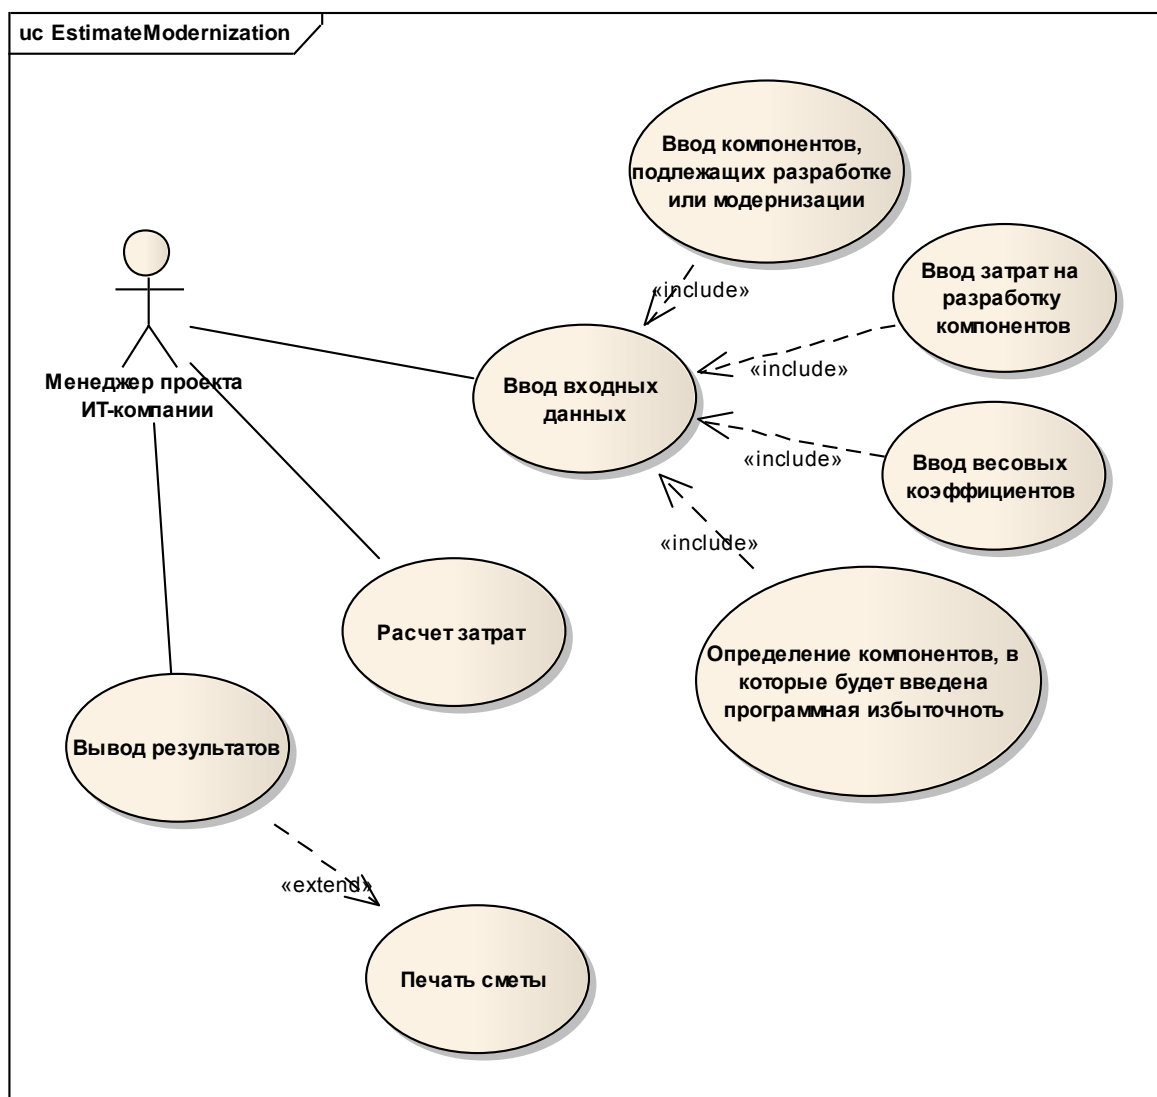 uc EstimateModernization
Ввод компонентов,
подлежащих разработке
или модернизации
Ввод затрат на
разработку
компонентов
«include»
«include»
Менеджер проекта
ИТ-компании
Ввод входных
данных
«include»
Ввод весовых
коэффициентов
«include»
Расчет затрат
Определение компонентов, в
которые будет введена
программная избыточноть
Вывод результатов
«extend»
Печать сметы